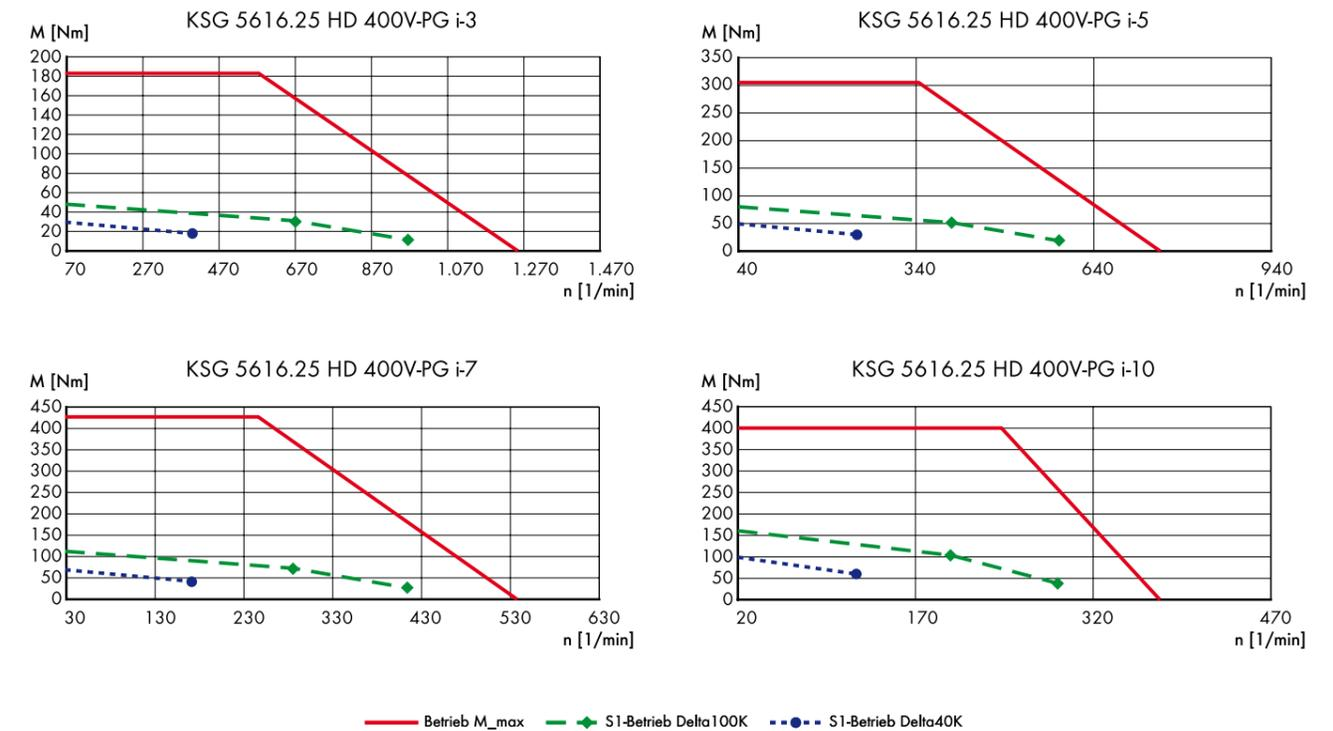 KSG 5616.25 HD 400V-PG i-3
M [Nm]
200
180
160
140
120
100
80
60
40
20
0
70 270 470 670 870 1.070 1.270 1.470
n [1/min]
KSG 5616.25 HD 400V-PG i-5
M [Nm]
350
300
250
200
150
100
50
0
40 340 640 940
n [1/min]
KSG 5616.25 HD 400V-PG i-7
M [Nm]
450
400
350
300
250
200
150
100
50
0
30 130 230 330 430 530 630
n [1/min]
KSG 5616.25 HD 400V-PG i-10
M [Nm]
450
400
350
300
250
200
150
100
50
0
20 170 320 470
n [1/min]
Betrieb M_max S1-Betrieb Delta100K S1-Betrieb Delta40K